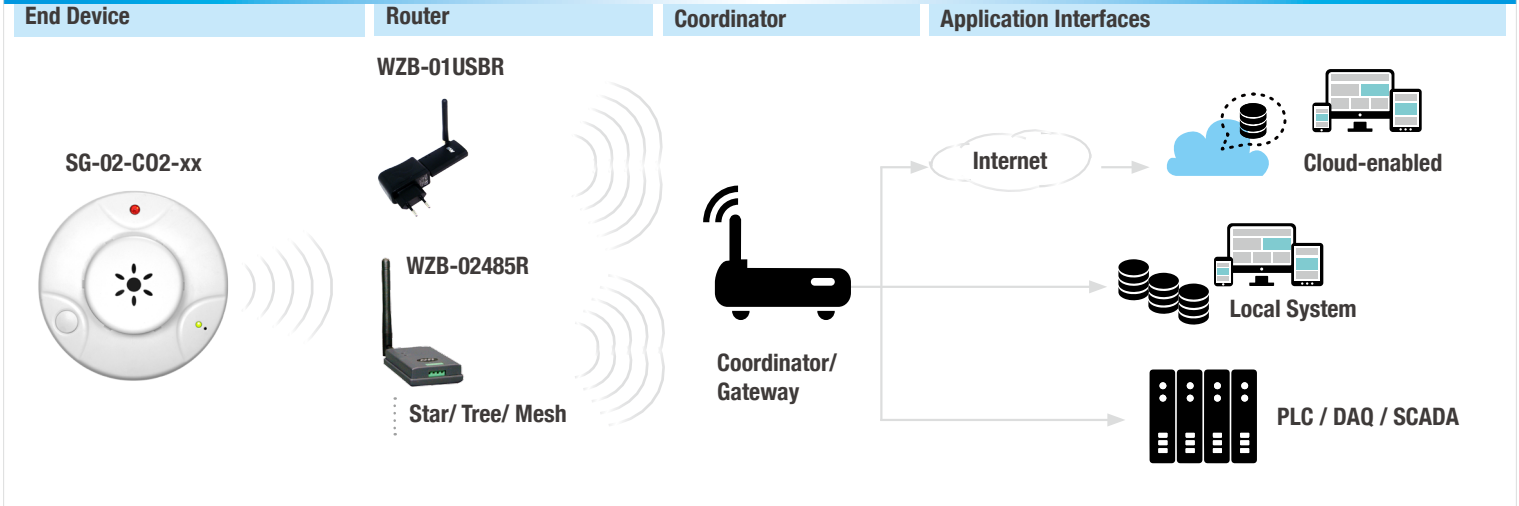 End Device
Router
Coordinator
Application Interfaces
WZB-01USBR
SG-02-CO2-xx
Internet
Cloud-enabled
WZB-02485R
Local System
Coordinator/
Gateway
Star/ Tree/ Mesh
PLC / DAQ / SCADA